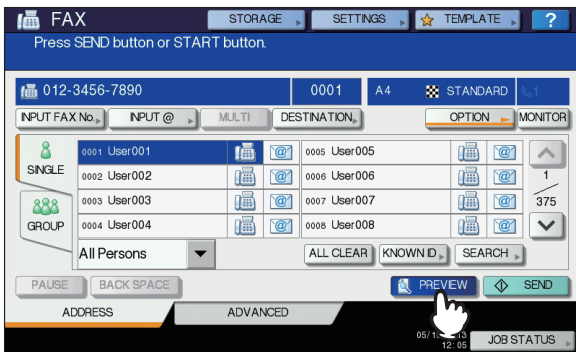 FAX STORAGE SETTINGS TEMPLATE ?
Press SEND button or START button.
012-3456-7890 0001 A4 STANDARD 1
INPUT FAX No. INPUT @ MULTI DESTINATION OPTION MONITOR
SINGLE
GROUP
0001 User001 @ 0005 User005 @
0002 User002 @ 0006 User006 @
0003 User003 @ 0007 User007 @
0004 User004 @ 0008 User008 @
1
375
All Persons ALL CLEAR KNOWN ID SEARCH
PAUSE BACK SPACE PREVIEW SEND
ADDRESS ADVANCED
12:05
JOB STATUS